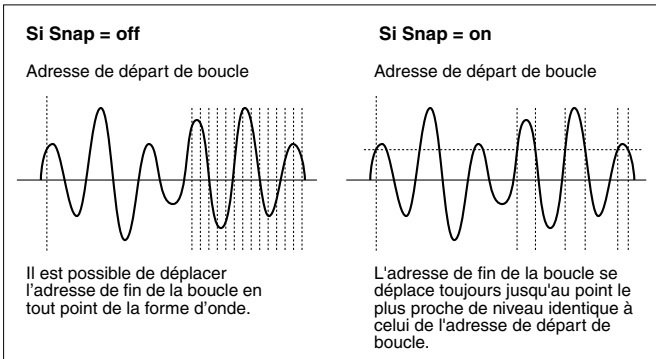 Si Snap = off
Adresse de départ de boucle
Il est possible de déplacer
l’adresse de fin de la boucle en
tout point de la forme d’onde.
Si Snap = on
Adresse de départ de boucle
L'adresse de fin de la boucle se
déplace toujours jusqu'au point le
plus proche de niveau identique à
celui de l'adresse de départ de
boucle.